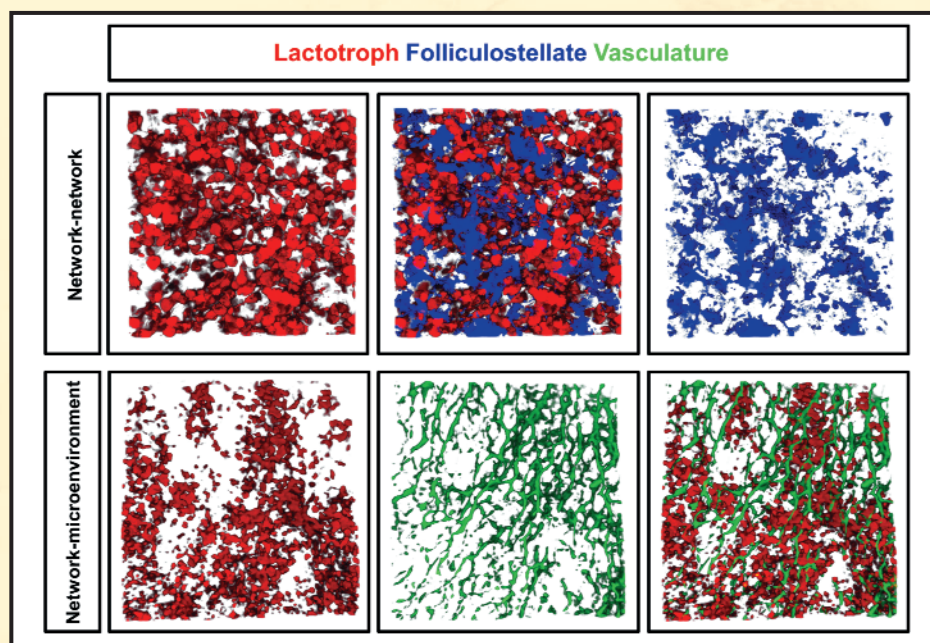 Lactotroph Folliculostellate Vasculature
Network-network
Network-microenvironment